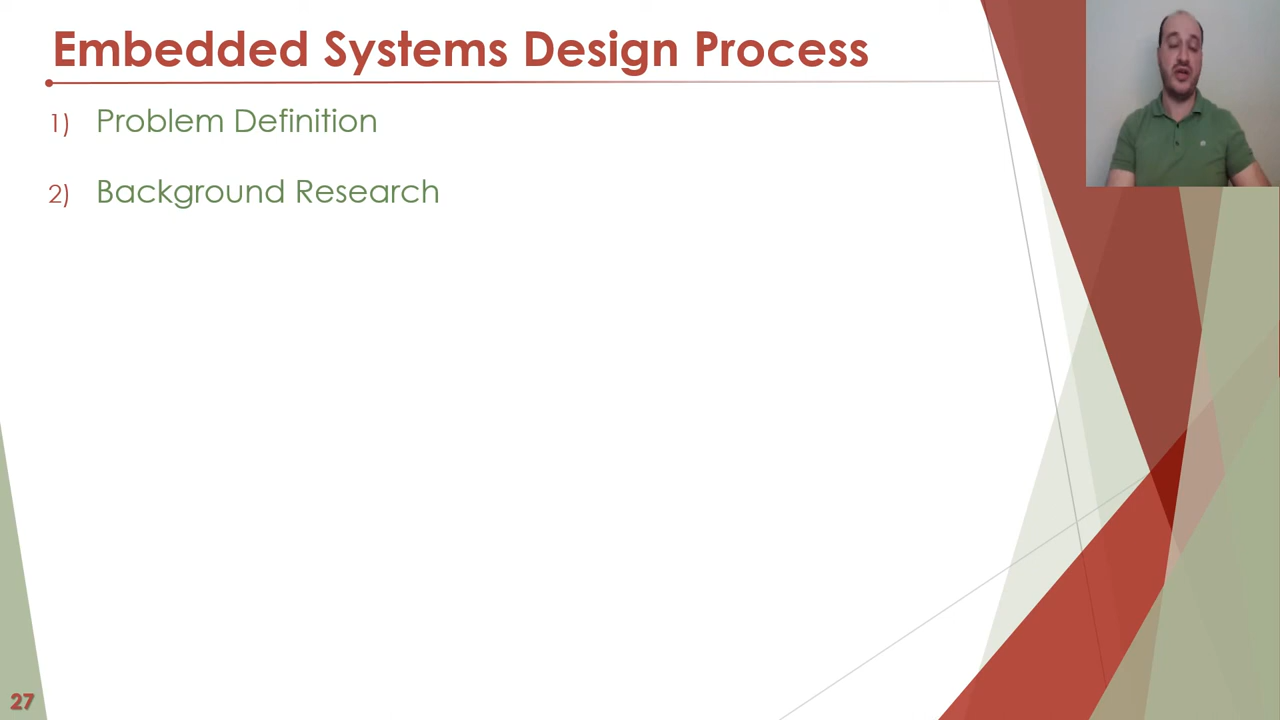 Embedded Systems Design Process
1) Problem Definition
2) Background Research
27